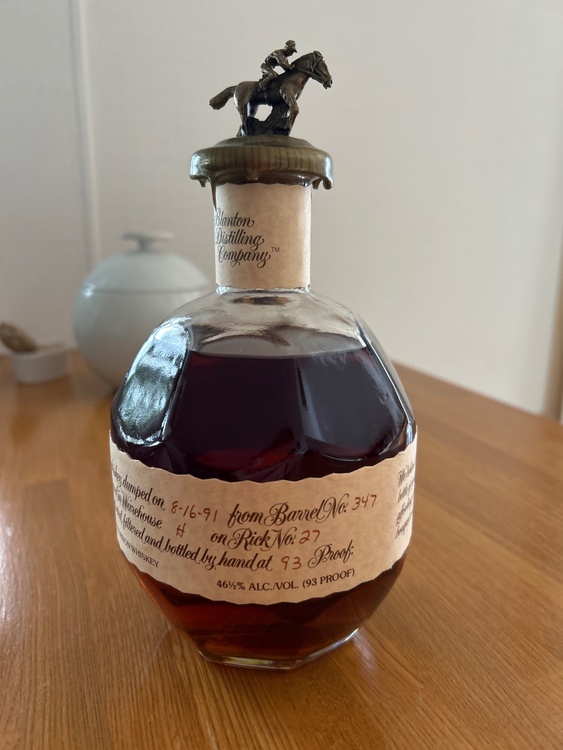 Blanton
Distilling
Company™
dumped on 8-16-91 from Barrel No: 347
Warehouse H on Rick No: 27
filtered and bottled by hand at 93 Proof:
WHISKEY
46½% ALC./VOL. (93 PROOF)